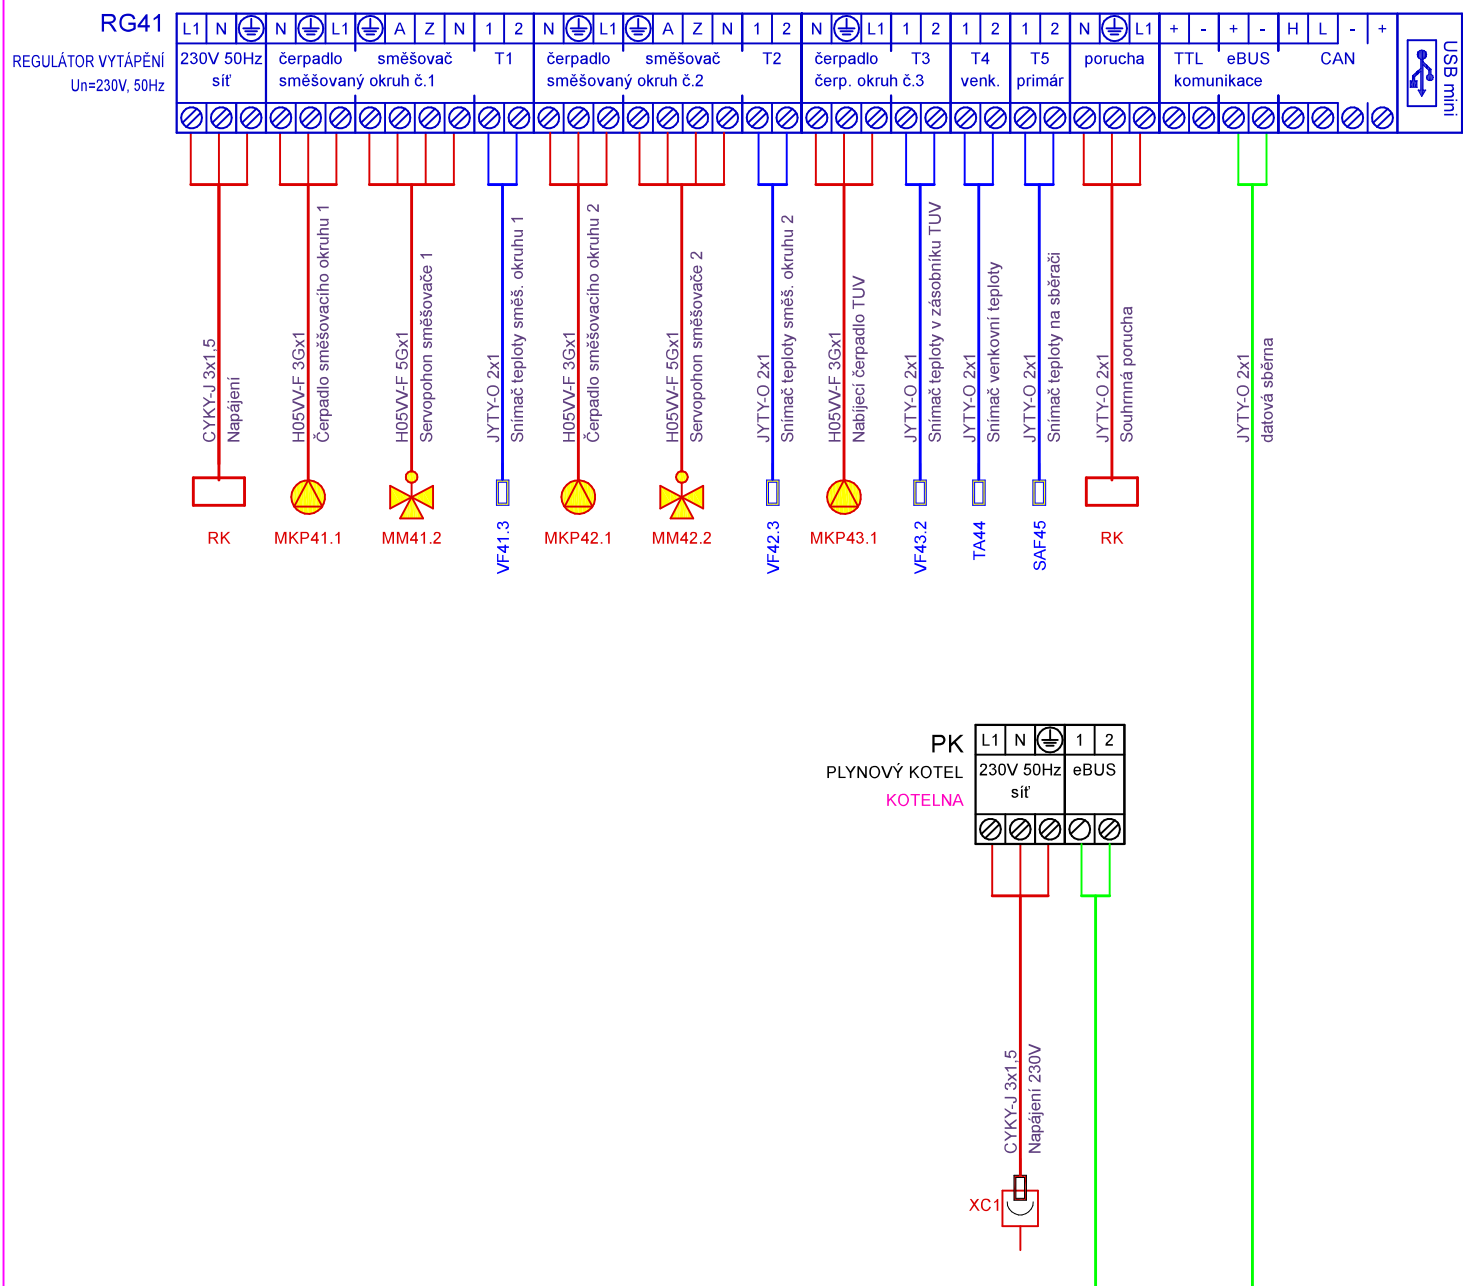 RG41
REGULÁTOR VYTÁPĚNÍ
Un=230V, 50Hz
L1 N N L1 A Z N 1 2 N L1 A Z N 1 2 N L1 1 2 1 2 1 2 N L1 + - + - H L - +
230V 50Hz čerpadlo směšovač T1 čerpadlo směšovač T2 čerpadlo T3 T4 T5 porucha TTL eBUS CAN
síť směšovaný okruh č.1 směšovaný okruh č.2 čerp. okruh č.3 venk. primár komunikace
USB mini
CYKY-J 3x1,5
Napájení
H05VV-F 3Gx1
Čerpadlo směšovacího okruhu 1
H05VV-F 5Gx1
Servopohon směšovače 1
JYTY-O 2x1
Snímač teploty směš. okruhu 1
H05VV-F 3Gx1
Čerpadlo směšovacího okruhu 2
H05VV-F 5Gx1
Servopohon směšovače 2
JYTY-O 2x1
Snímač teploty směš. okruhu 2
H05VV-F 3Gx1
Nabíjecí čerpadlo TUV
JYTY-O 2x1
Snímač teploty v zásobníku TUV
JYTY-O 2x1
Snímač venkovní teploty
JYTY-O 2x1
Snímač teploty na sběrači
JYTY-O 2x1
Souhrnná porucha
JYTY-O 2x1
datová sběrna
RK
MKP41.1
MM41.2
VF41.3
MKP42.1
MM42.2
VF42.3
MKP43.1
VF43.2
TA44
SAF45
RK
PK
PLYNOVÝ KOTEL
KOTELNA
L1 N 1 2
230V 50Hz eBUS
síť
CYKY-J 3x1,5
Napájení 230V
XC1